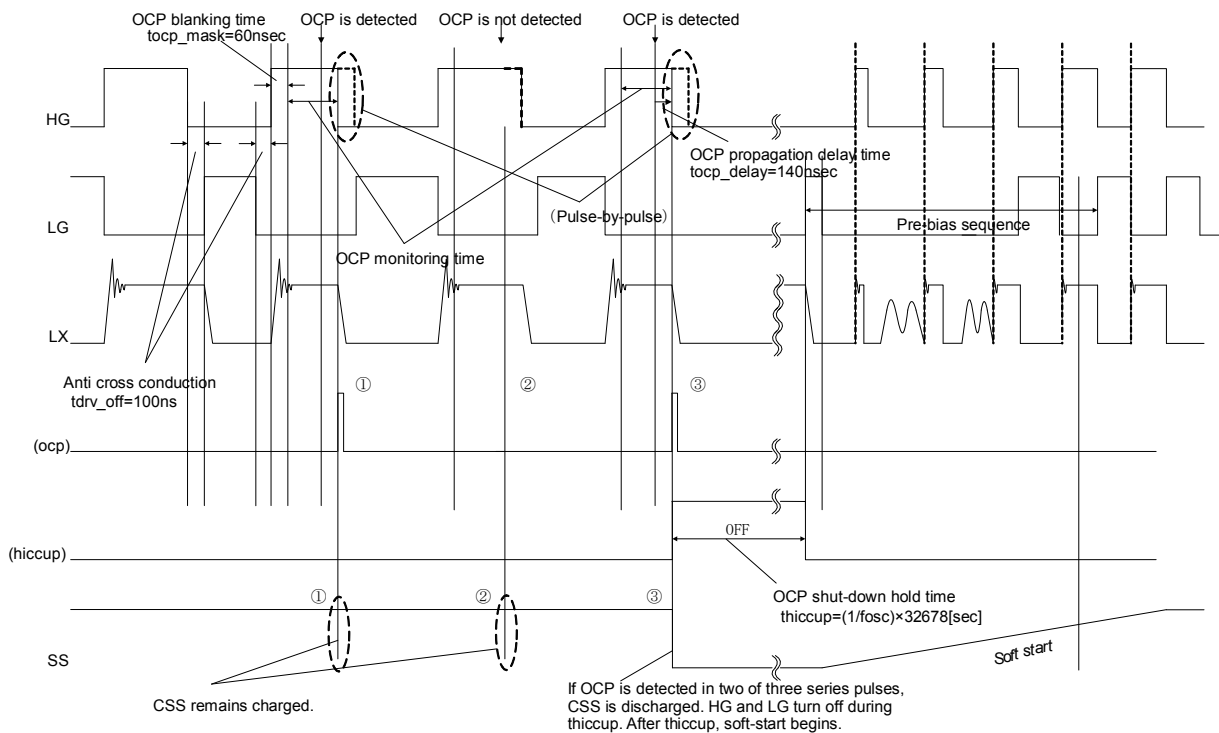 OCP blanking time
tocp_mask=60nsec
OCP is detected
OCP is not detected
OCP is detected
HG
OCP propagation delay time
tocp_delay=140nsec
(Pulse-by-pulse)
LG
Pre-bias sequence
OCP monitoring time
LX
Anti cross conduction
tdrv_off=100ns
①
②
③
(ocp)
OFF
(hiccup)
OCP shut-down hold time
thiccup=(1/fosc)×32678[sec]
①
②
③
SS
Soft start
CSS remains charged.
If OCP is detected in two of three series pulses,
CSS is discharged. HG and LG turn off during
thiccup. After thiccup, soft-start begins.